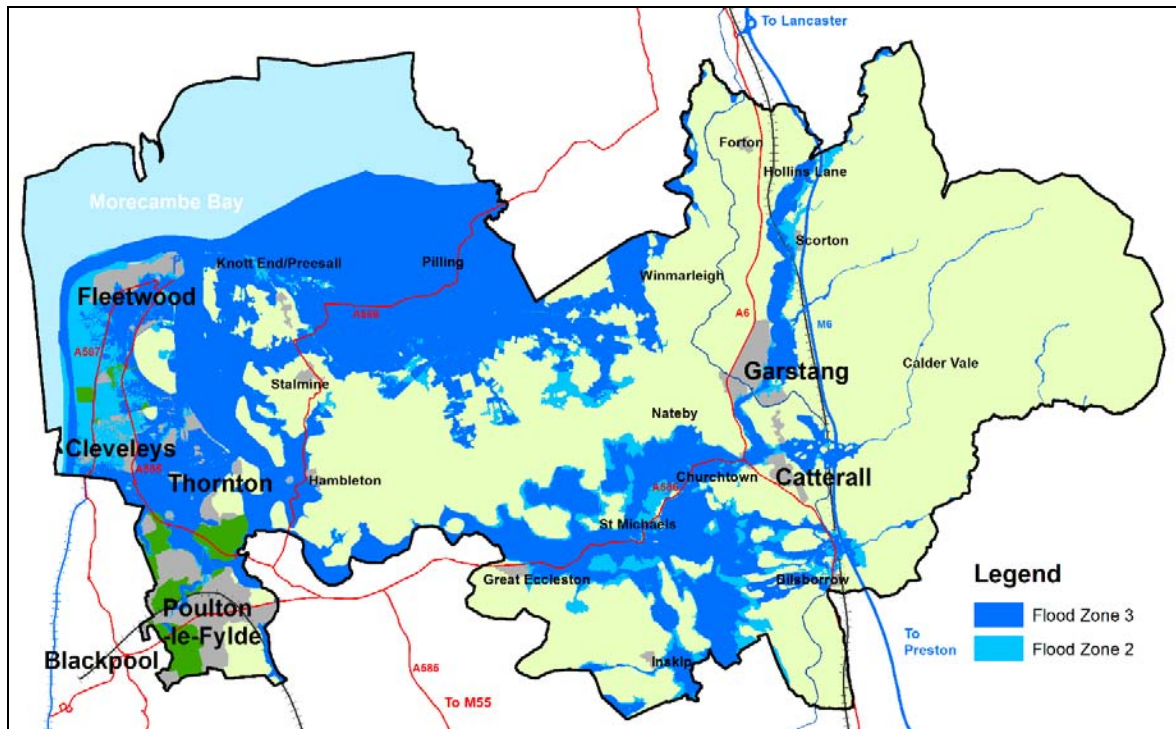 To Lancaster
Forton
Hollins Lane
Morecambe Bay
Scorton
Knott End/Preesall
Pilling
Winmarleigh
Fleetwood
A588
A6
M6
A587
Garstang
Calder Vale
Stalmine
Nateby
Cleveleys
A585
Thornton
Hambleton
Churchtown
Catterall
A586
St Michaels
Great Eccleston
Bilsborrow
Legend
Flood Zone 3
Flood Zone 2
Poulton
-le-Fylde
To
Preston
Blackpool
Inskip
A585
To M55